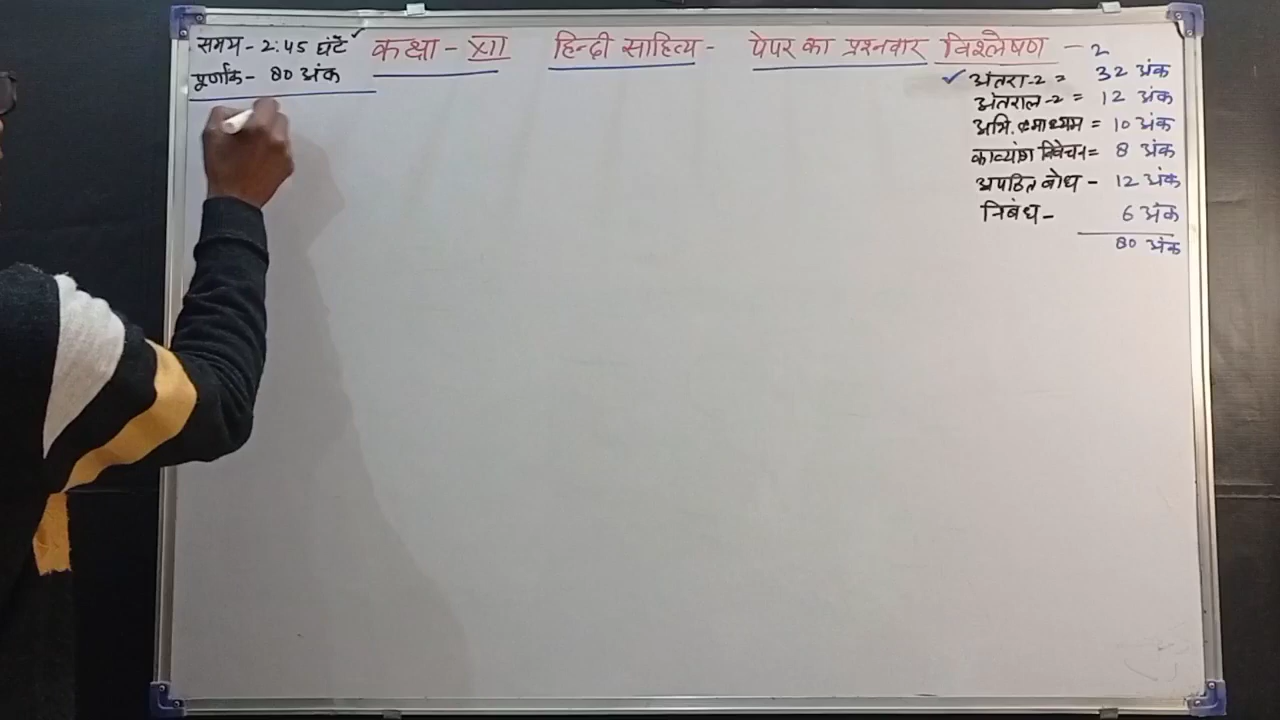 समय - 2:45 घंटे कक्षा - XII हिन्दी साहित्य - पेपर का प्रश्नवार विश्लेषण - 2
पूर्णांक - 80 अंक
✓ अंतरा-2 = 32 अंक
अंतराल-2 = 12 अंक
अभि. माध्यम = 10 अंक
काव्यांग विवेचन = 8 अंक
अपठित बोध - 12 अंक
निबंध - 6 अंक
80 अंक